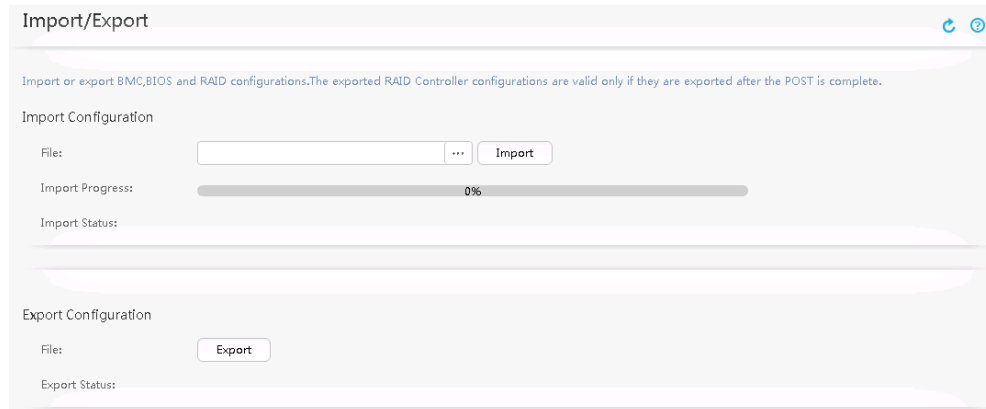 Import/Export
Import or export BMC,BIOS and RAID configurations.The exported RAID Controller configurations are valid only if they are exported after the POST is complete.
Import Configuration
File: ... Import
Import Progress: 0%
Import Status:
Export Configuration
File: Export
Export Status: